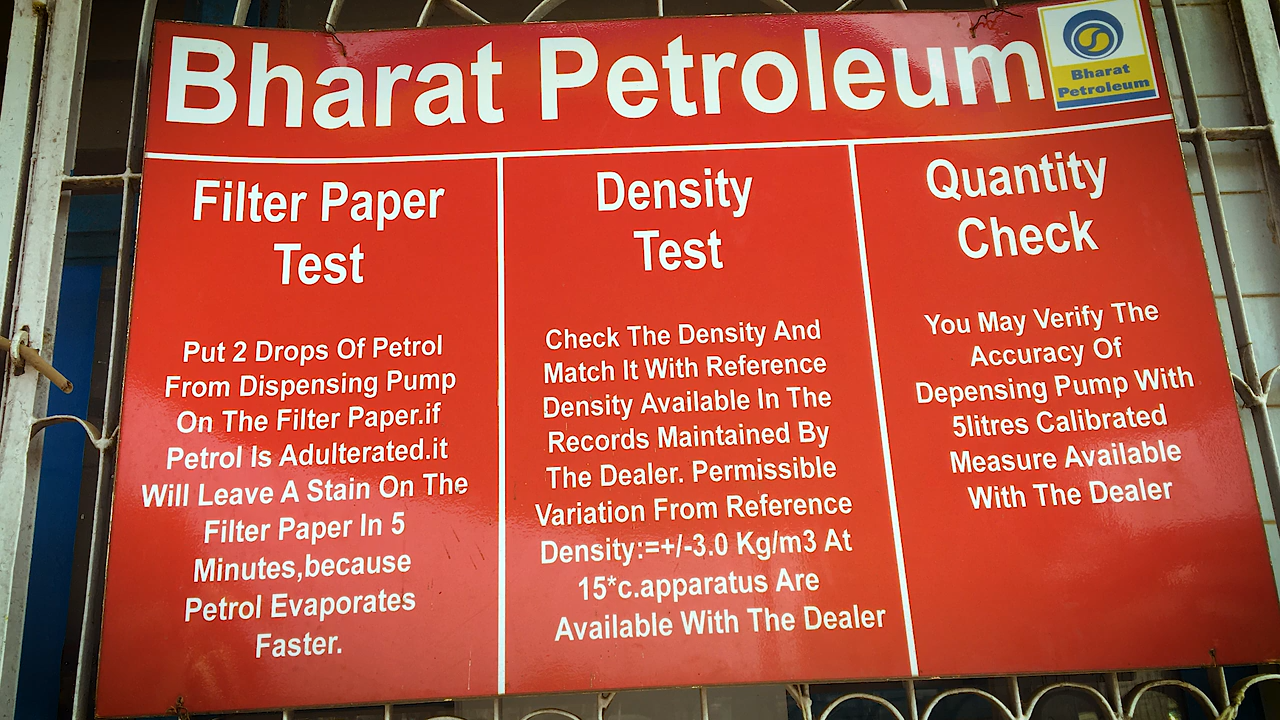 Bharat Petroleum
Bharat
Petroleum
Filter Paper
Test
Put 2 Drops Of Petrol
From Dispensing Pump
On The Filter Paper.if
Petrol Is Adulterated.it
Will Leave A Stain On The
Filter Paper In 5
Minutes,because
Petrol Evaporates
Faster.
Density
Test
Check The Density And
Match It With Reference
Density Available In The
Records Maintained By
The Dealer. Permissible
Variation From Reference
Density:=+/-3.0 Kg/m3 At
15*c.apparatus Are
Available With The Dealer
Quantity
Check
You May Verify The
Accuracy Of
Depensing Pump With
5litres Calibrated
Measure Available
With The Dealer